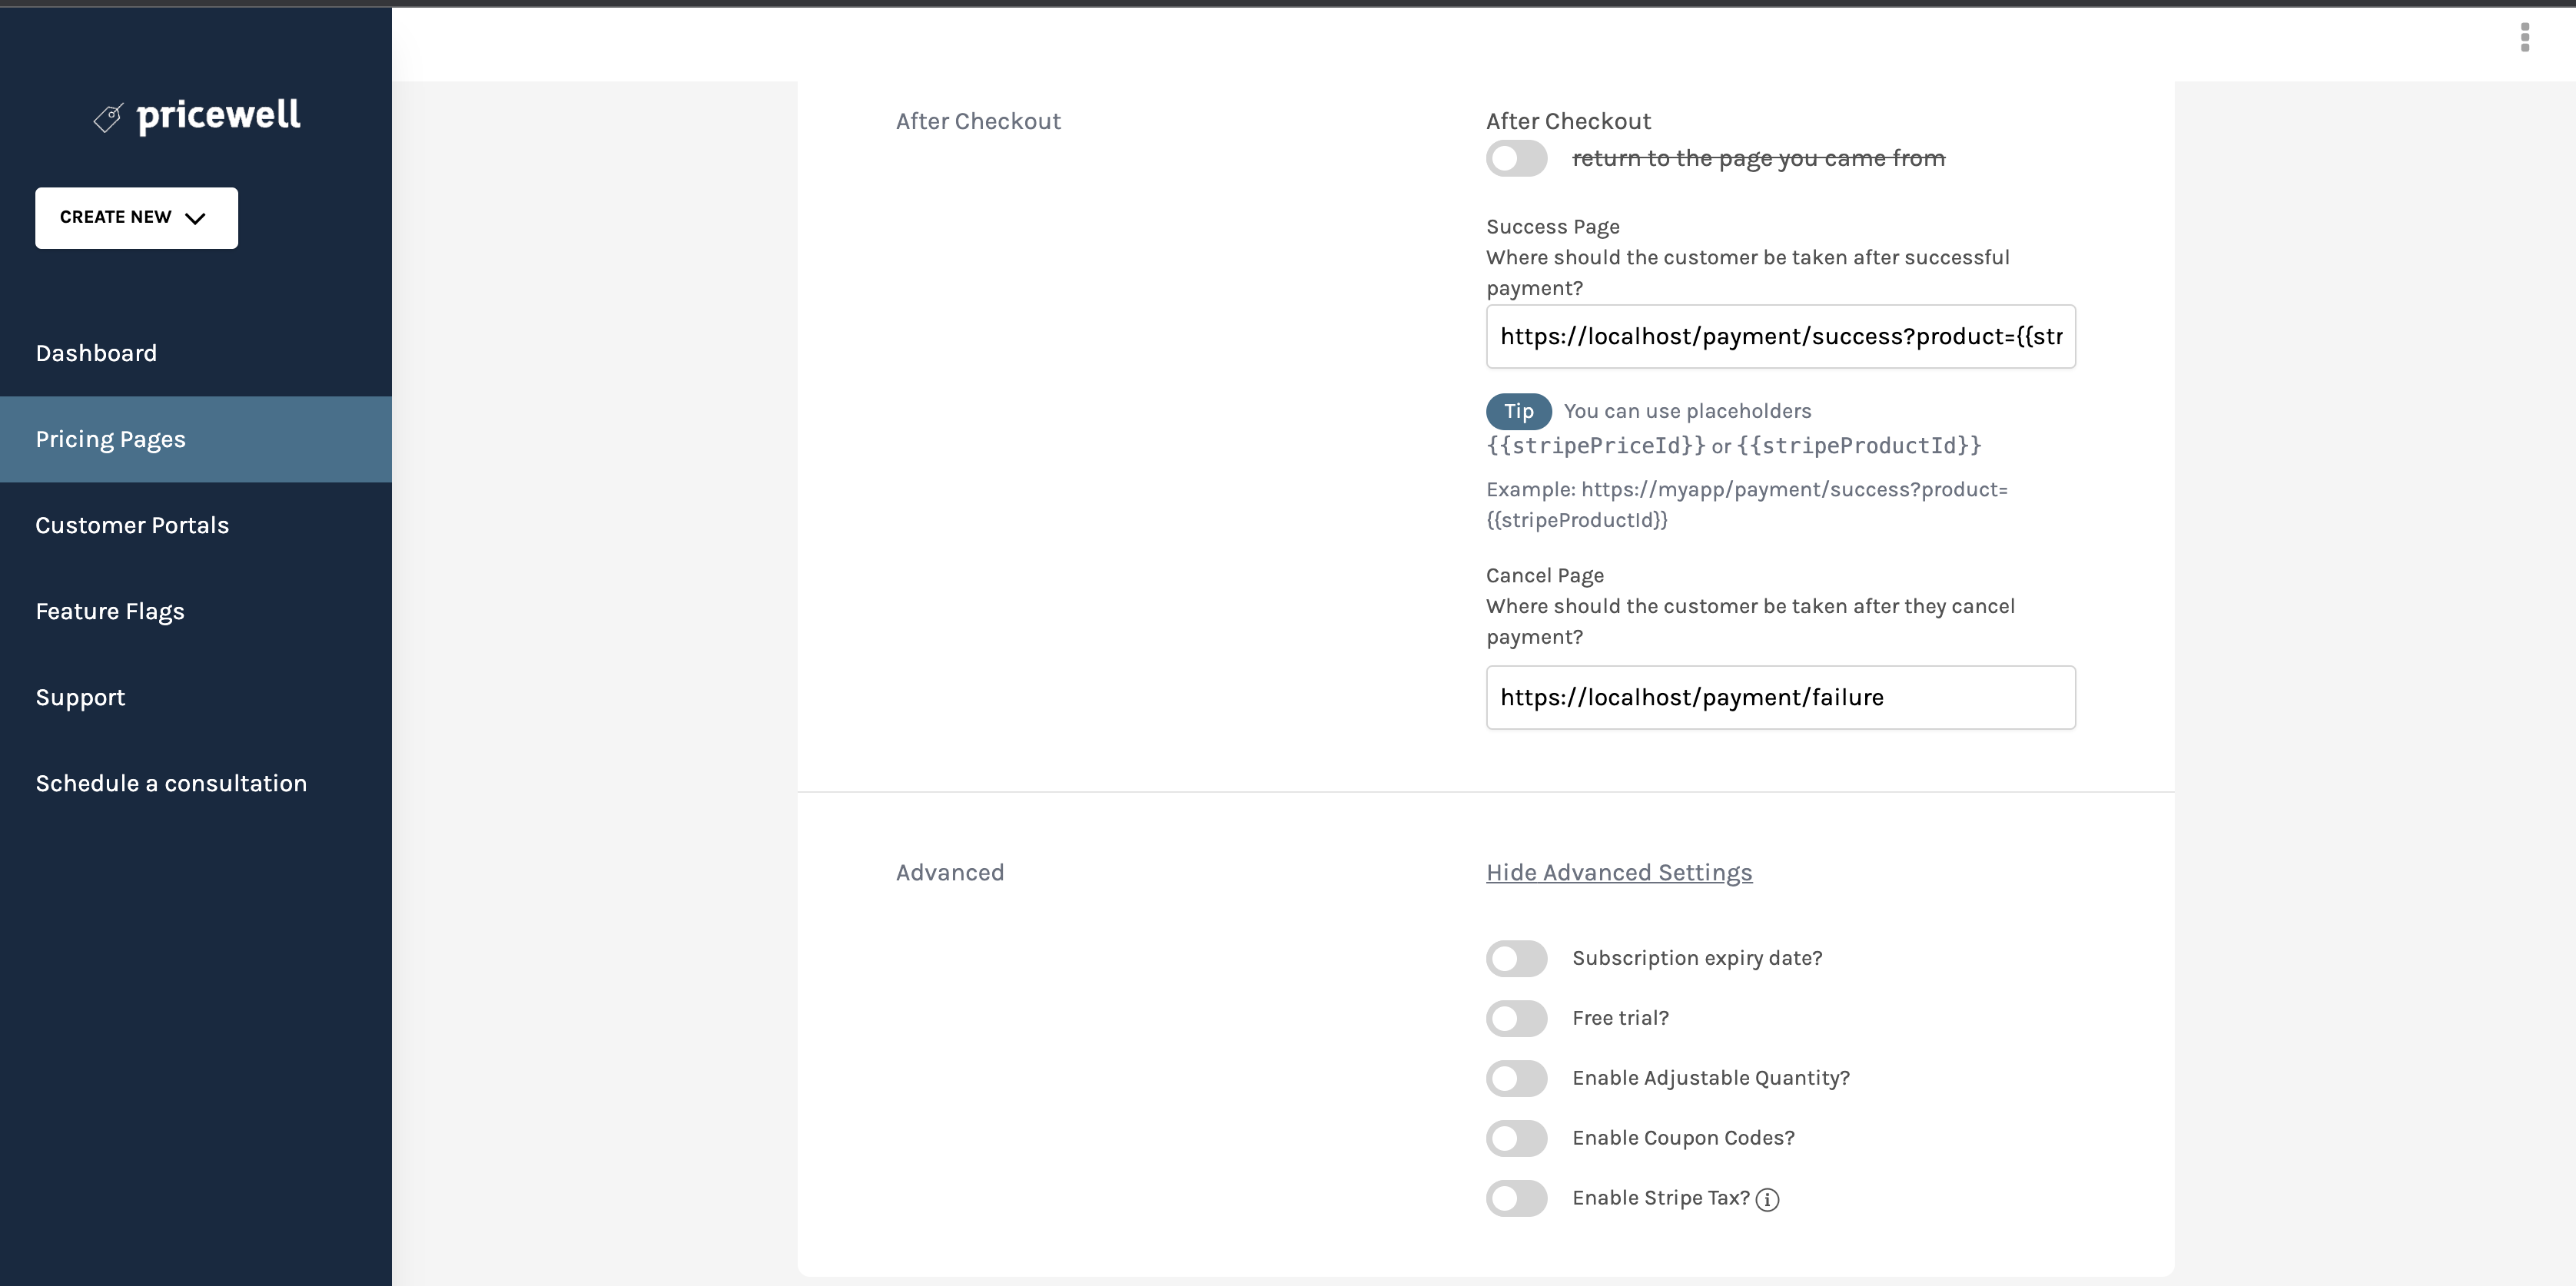 pricewell
CREATE NEW
Dashboard
Pricing Pages
Customer Portals
Feature Flags
Support
Schedule a consultation
After Checkout
After Checkout
return to the page you came from
Success Page
Where should the customer be taken after successful
payment?
https://localhost/payment/success?product={{str
Tip You can use placeholders
{{stripePriceId}} or {{stripeProductId}}
Example: https://myapp/payment/success?product=
{{stripeProductId}}
Cancel Page
Where should the customer be taken after they cancel
payment?
https://localhost/payment/failure
Advanced
Hide Advanced Settings
Subscription expiry date?
Free trial?
Enable Adjustable Quantity?
Enable Coupon Codes?
Enable Stripe Tax?